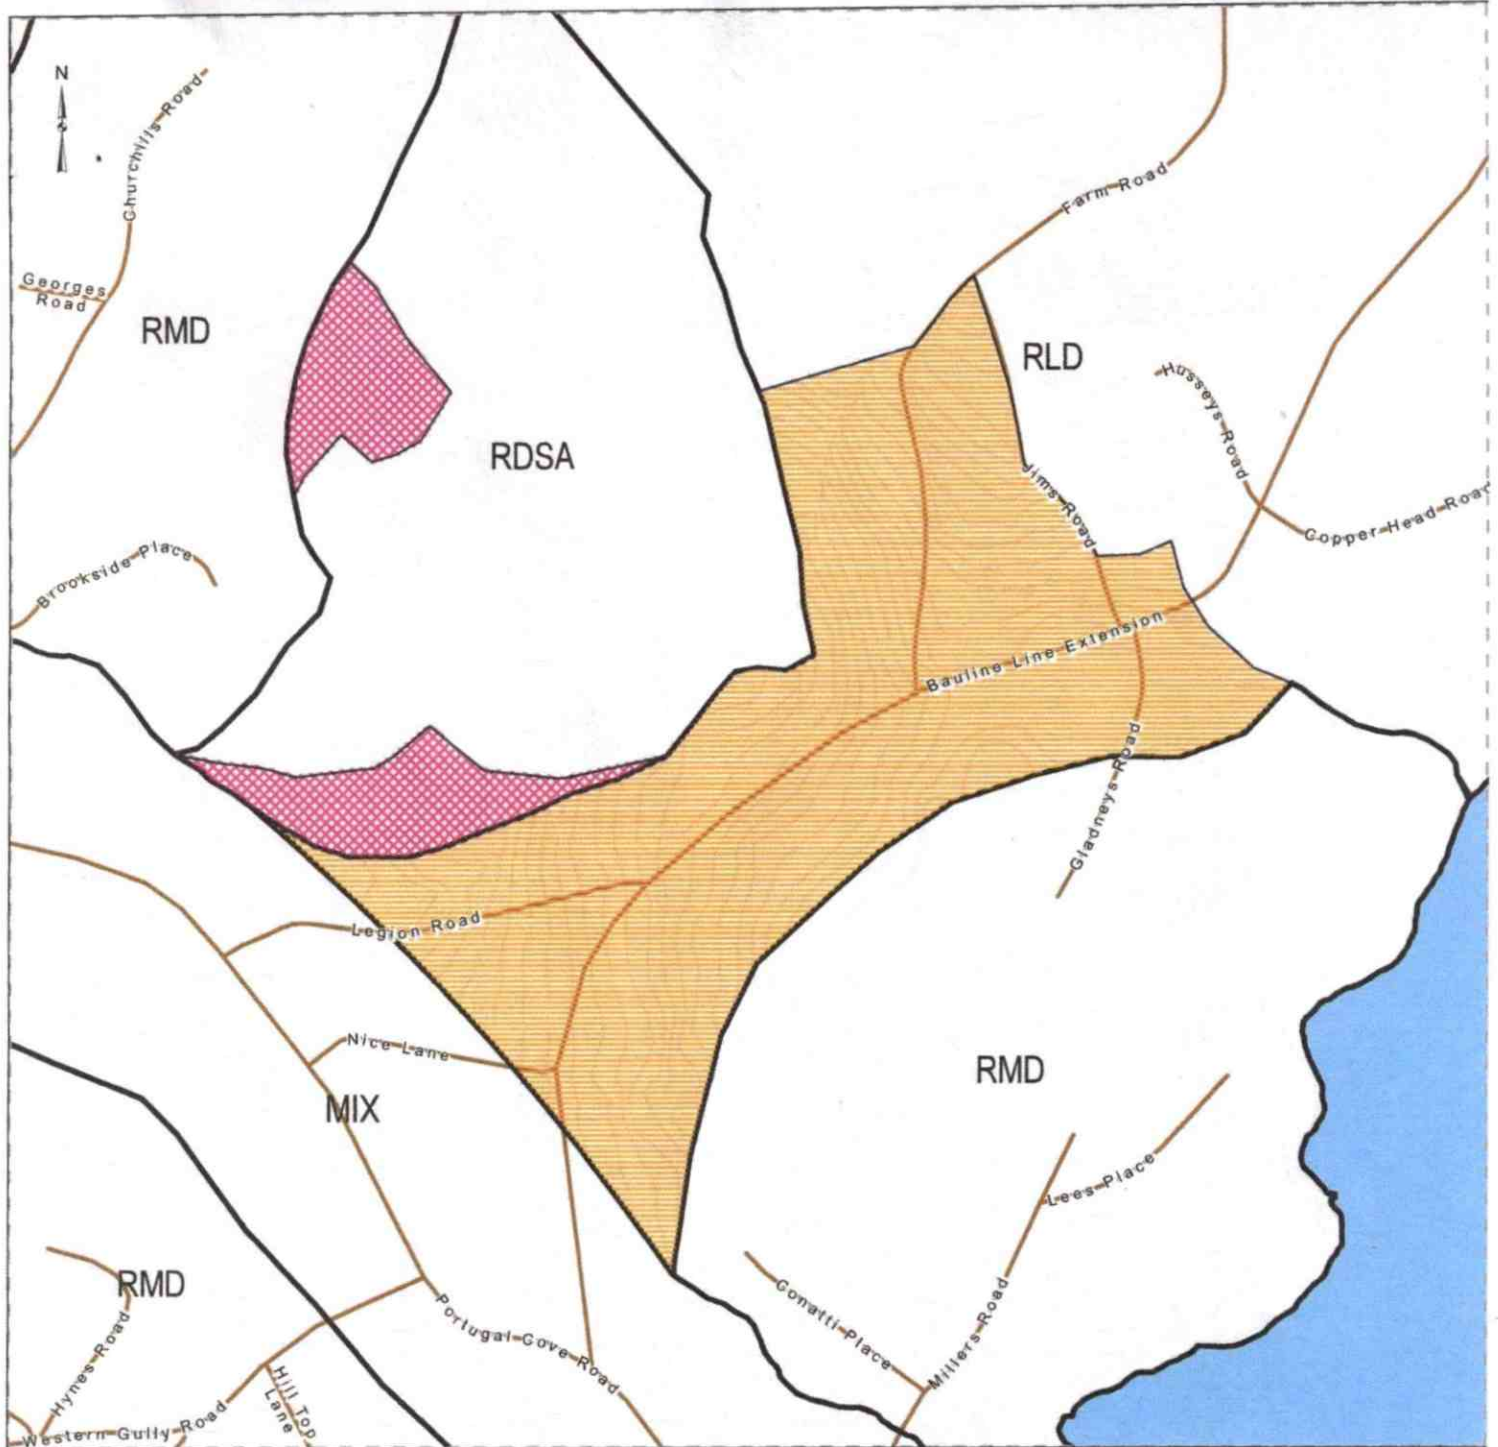 N
Churchills Road
Georges
Road
RMD
Farm Road
RLD
Husseys Road
RDSA
Jims Road
Copper Head Road
Brookside Place
Bauline Line Extension
Gladneys Road
Legion Road
Nice Lane
MIX
RMD
Lees Place
RMD
Conatti Place
Millers Road
Portugal Cove Road
Hynes Road
Hill Top
Lane
Western Gully Road